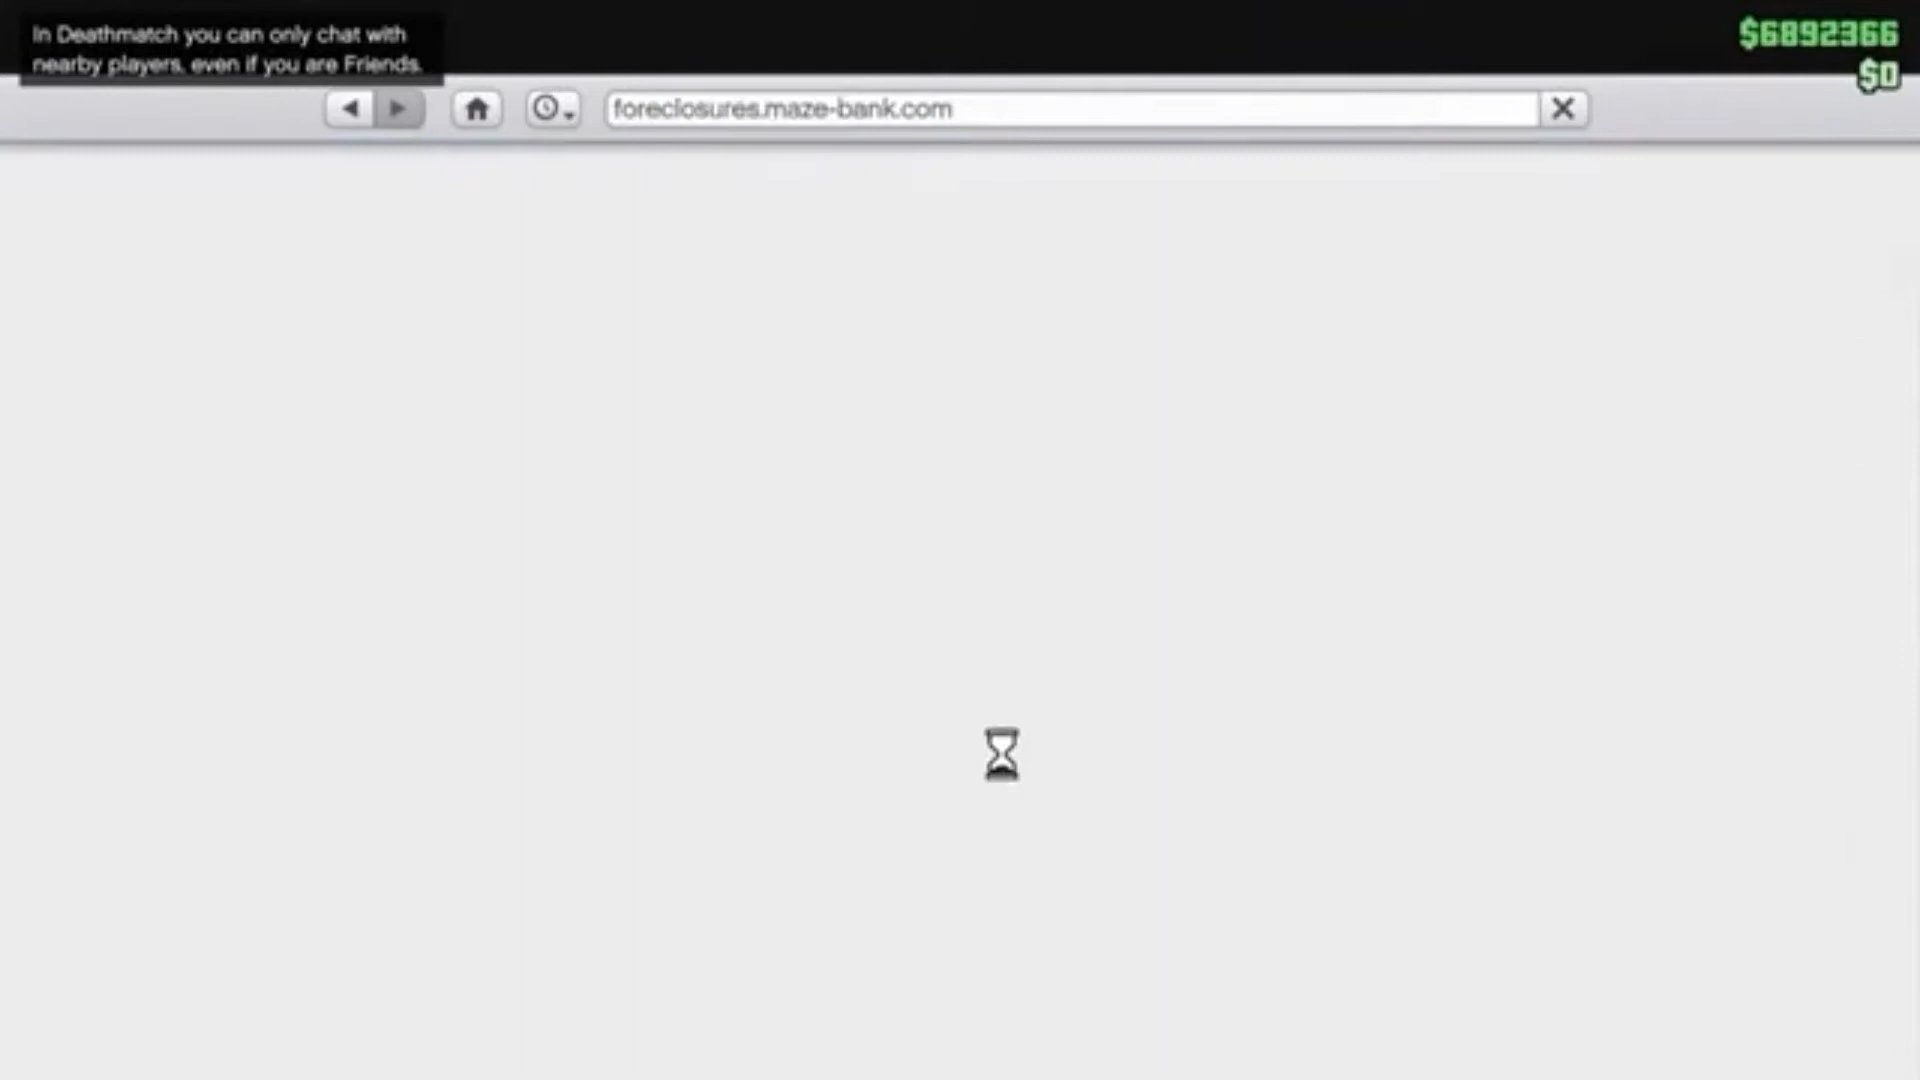 In Deathmatch you can only chat with
nearby players, even if you are Friends.
$6892366
$0
foreclosures.maze-bank.com